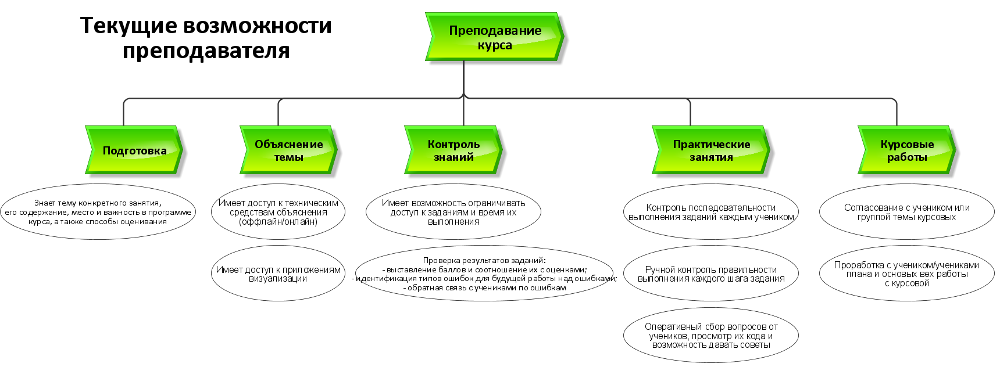 Текущие возможности
преподавателя
Преподавание
курса
Подготовка
Объяснение
темы
Контроль
знаний
Практические
занятия
Курсовые
работы
Знает тему конкретного занятия,
его содержание, место и важность в программе
курса, а также способы оценивания
Имеет доступ к техническим
средствам объяснения
(оффлайн/онлайн)
Имеет доступ к приложениям
визуализации
Имеет возможность ограничивать
доступ к заданиям и время их
выполнения
Проверка результатов заданий:
- выставление баллов и соотношение их с оценками;
- идентификация типов ошибок для будущей работы над ошибками;
- обратная связь с учениками по ошибкам
Контроль последовательности
выполнения заданий каждым учеником
Ручной контроль правильности
выполнения каждого шага задания
Оперативный сбор вопросов от
учеников, просмотр их кода и
возможность давать советы
Согласование с учеником или
группой темы курсовых
Проработка с учеником/учениками
плана и основых вех работы
с курсовой